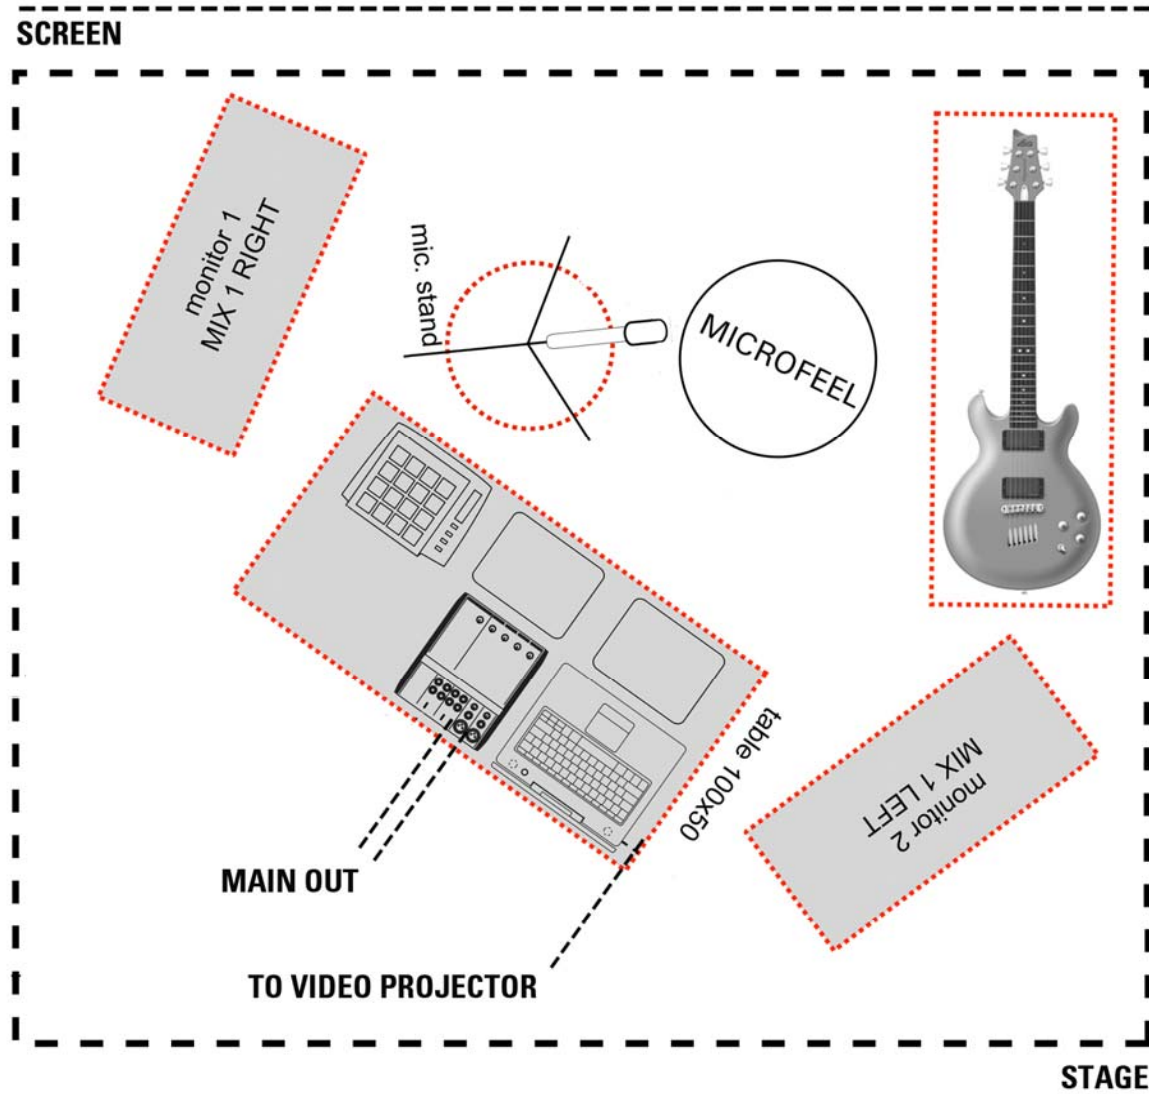 SCREEN
monitor 1
MIX 1 RIGHT
mic. stand
MICROFEEL
table 100x50
monitor 2
MIX 1 LEFT
MAIN OUT
TO VIDEO PROJECTOR
STAGE